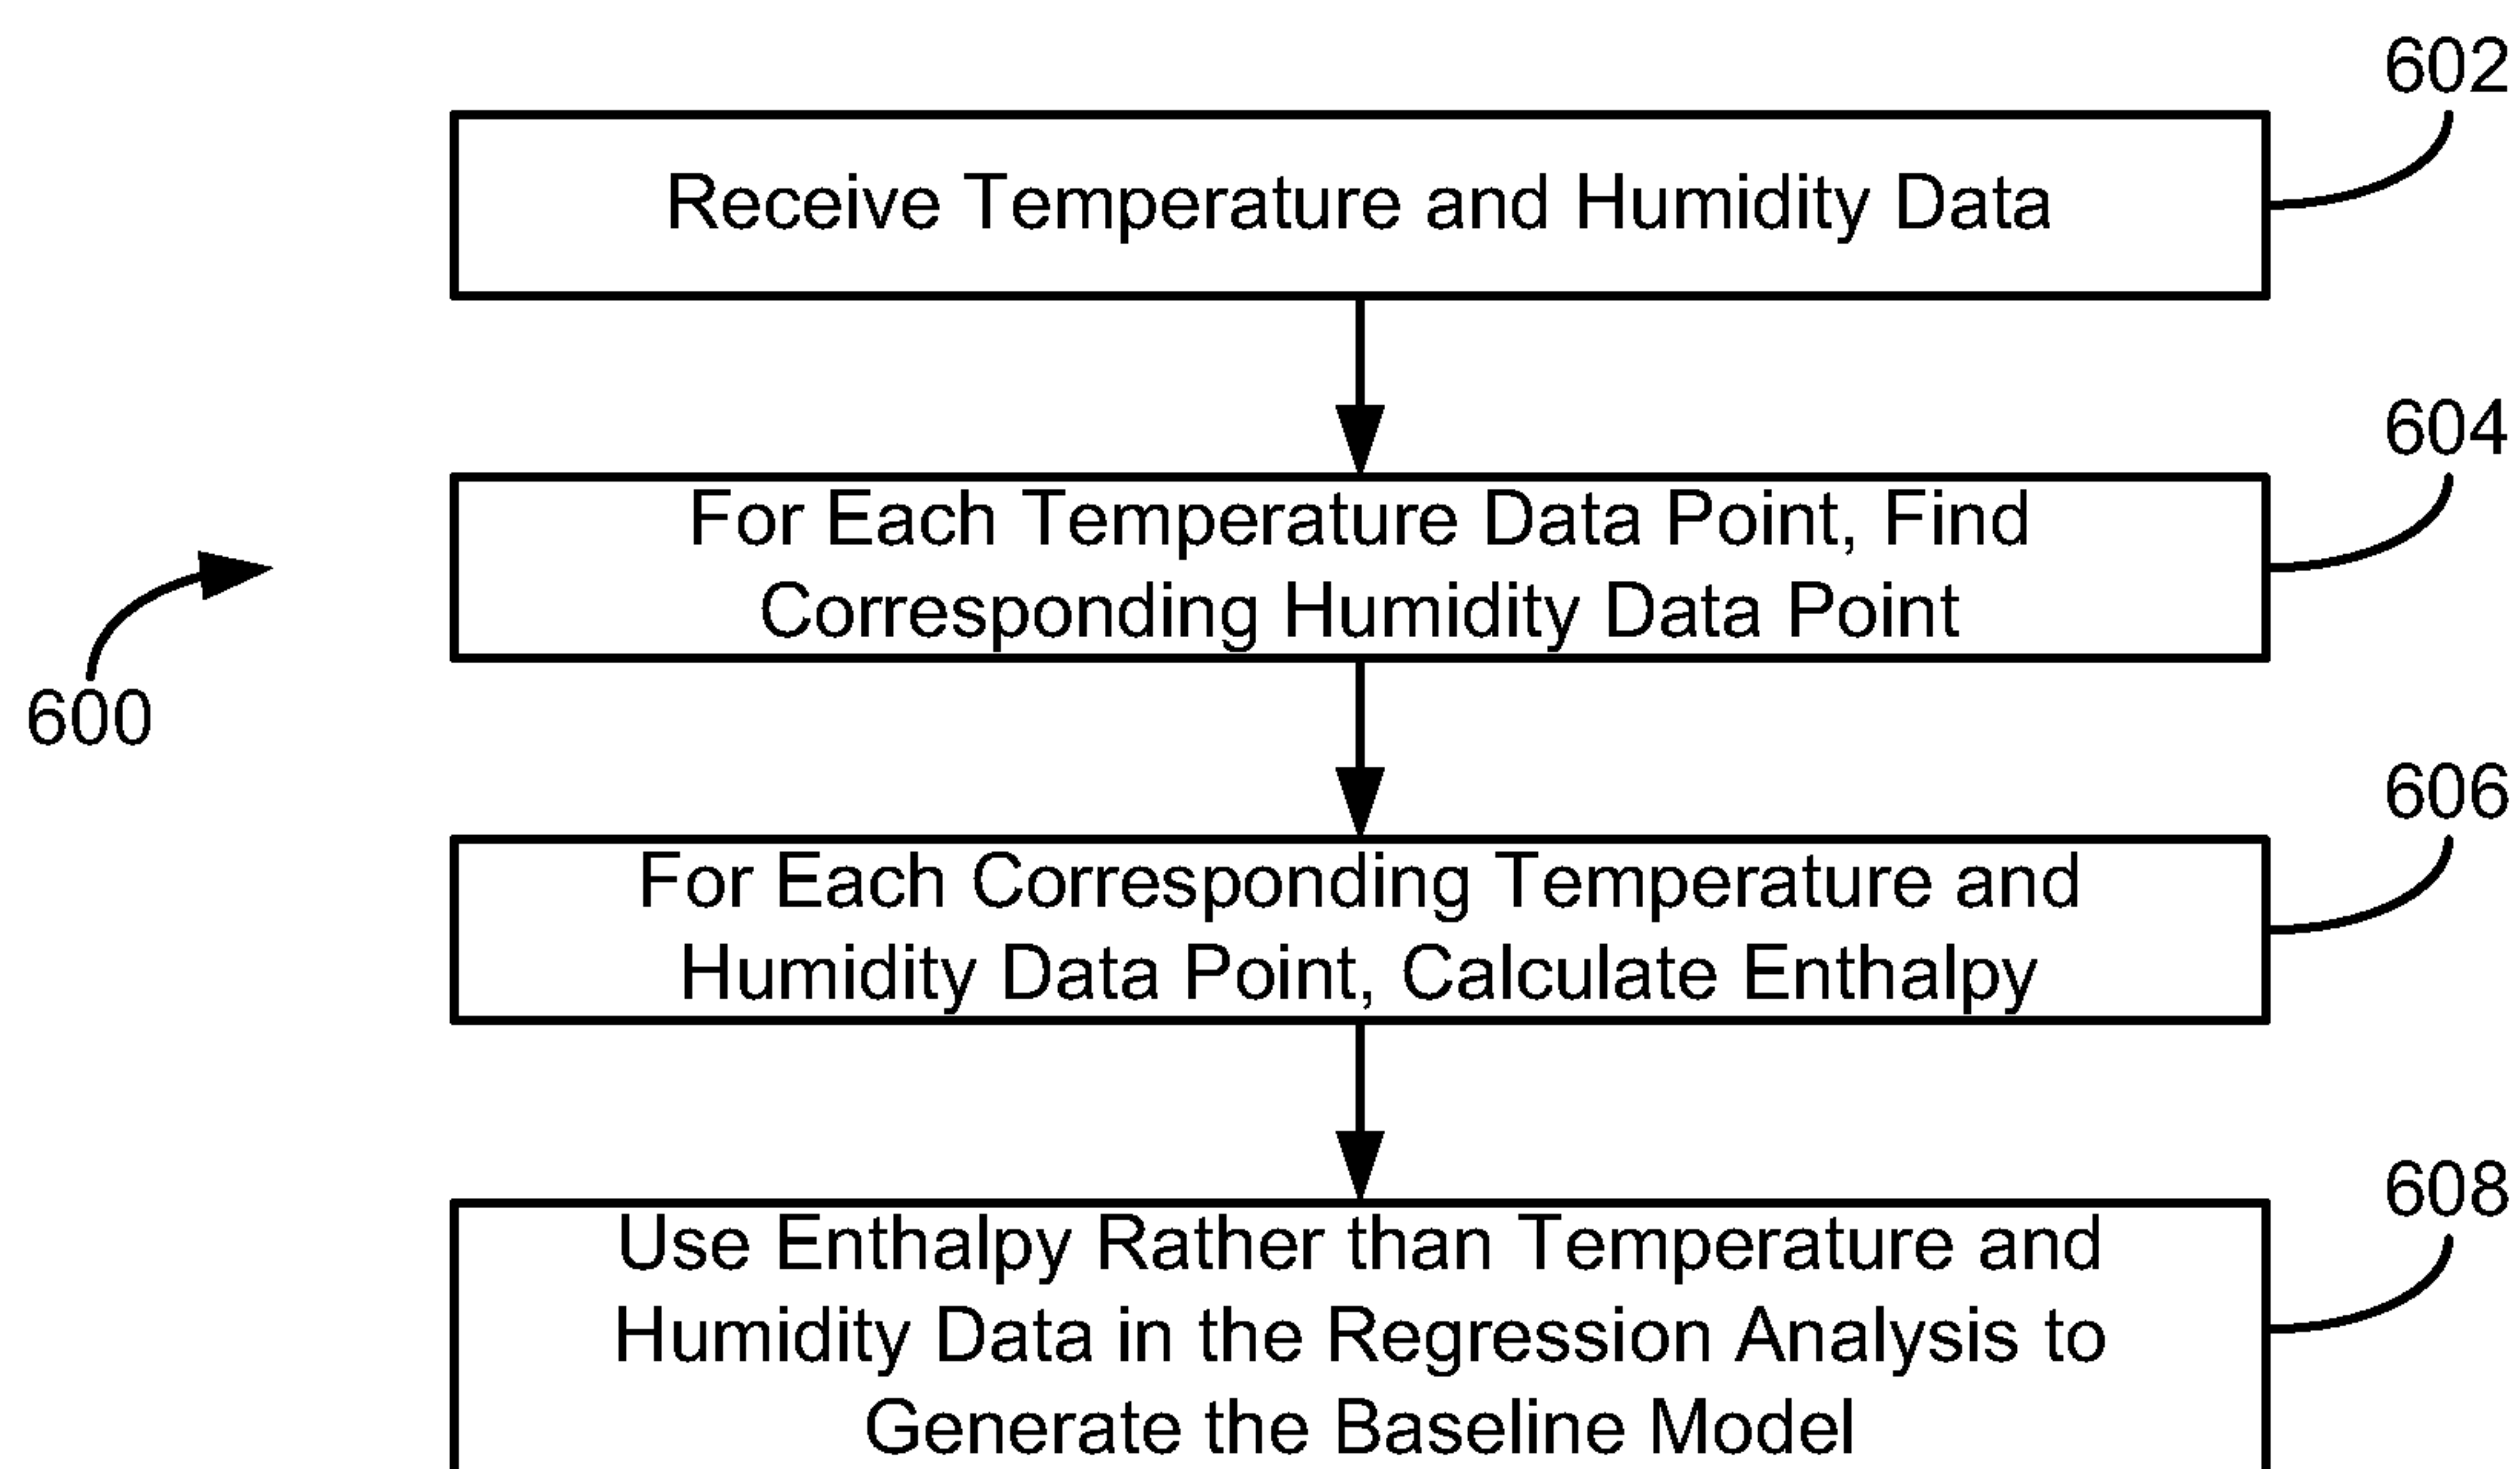 602
Receive Temperature and Humidity Data
604
For Each Temperature Data Point, Find
Corresponding Humidity Data Point
600
606
For Each Corresponding Temperature and
Humidity Data Point, Calculate Enthalpy
608
Use Enthalpy Rather than Temperature and
Humidity Data in the Regression Analysis to
Generate the Baseline Model